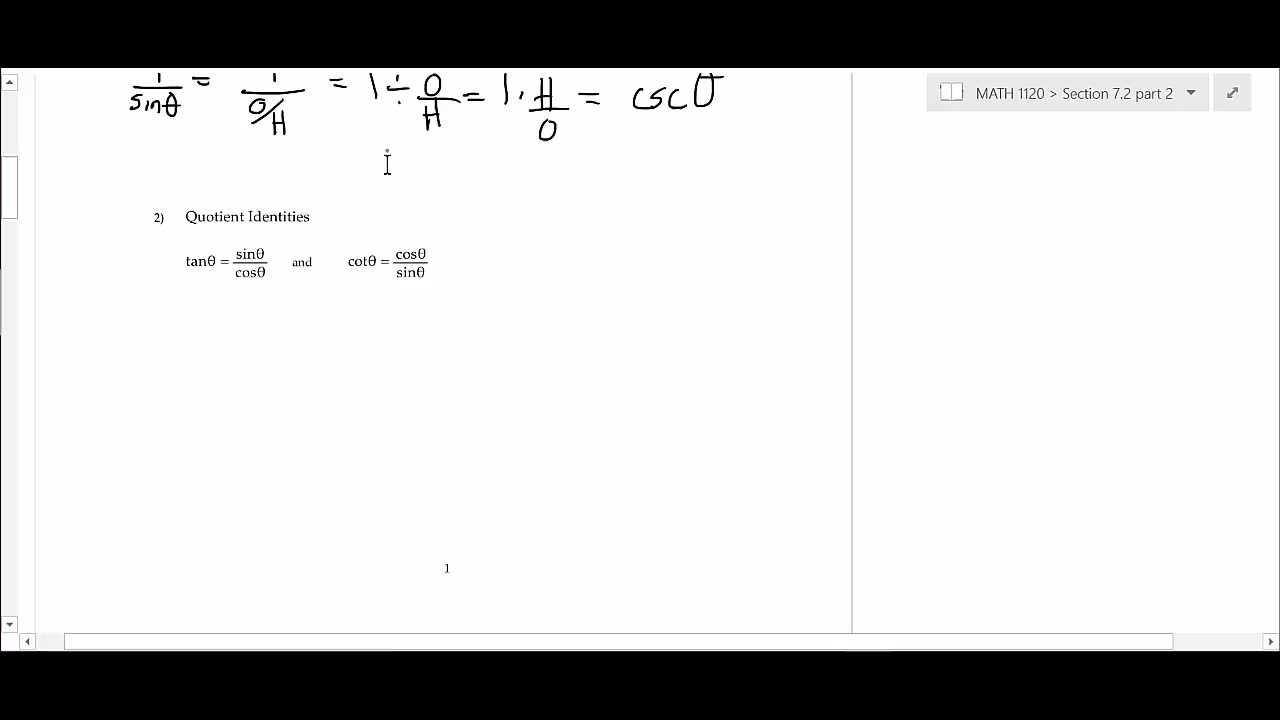 1/sinθ = 1/(O/H) = 1 ÷ O/H = 1 · H/O = cscθ
MATH 1120 > Section 7.2 part 2
2) Quotient Identities
tanθ = sinθ/cosθ and cotθ = cosθ/sinθ
1